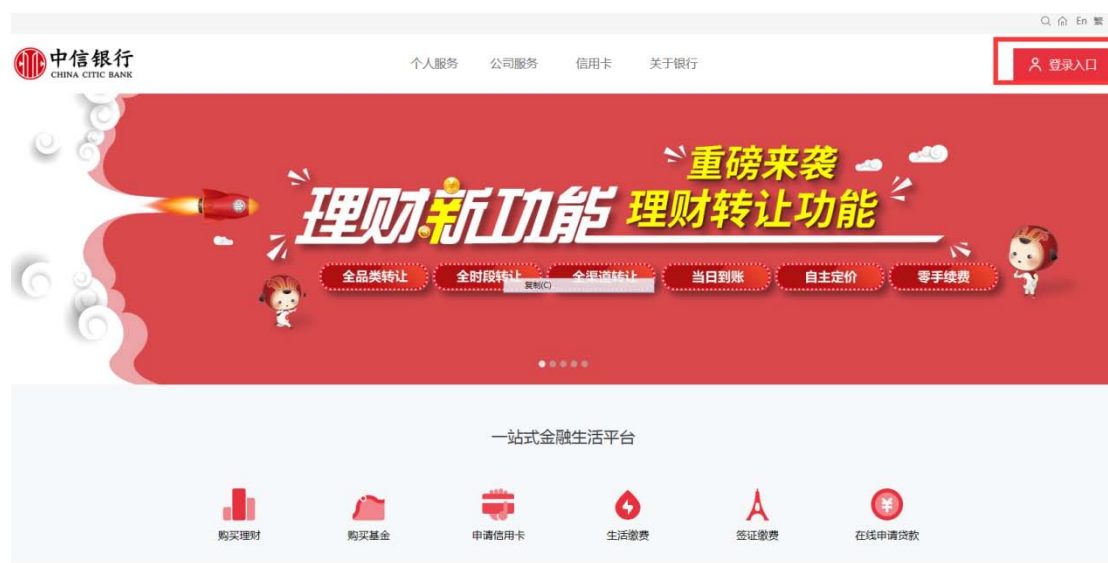 En 繁
中信银行
CHINA CITIC BANK
个人服务 公司服务 信用卡 关于银行
登录入口
理财新功能
重磅来袭
理财转让功能
全品类转让 全时段转让 全渠道转让 当日到账 自主定价 零手续费
复制(C)
一站式金融生活平台
购买理财 购买基金 申请信用卡 生活缴费 签证缴费 在线申请贷款